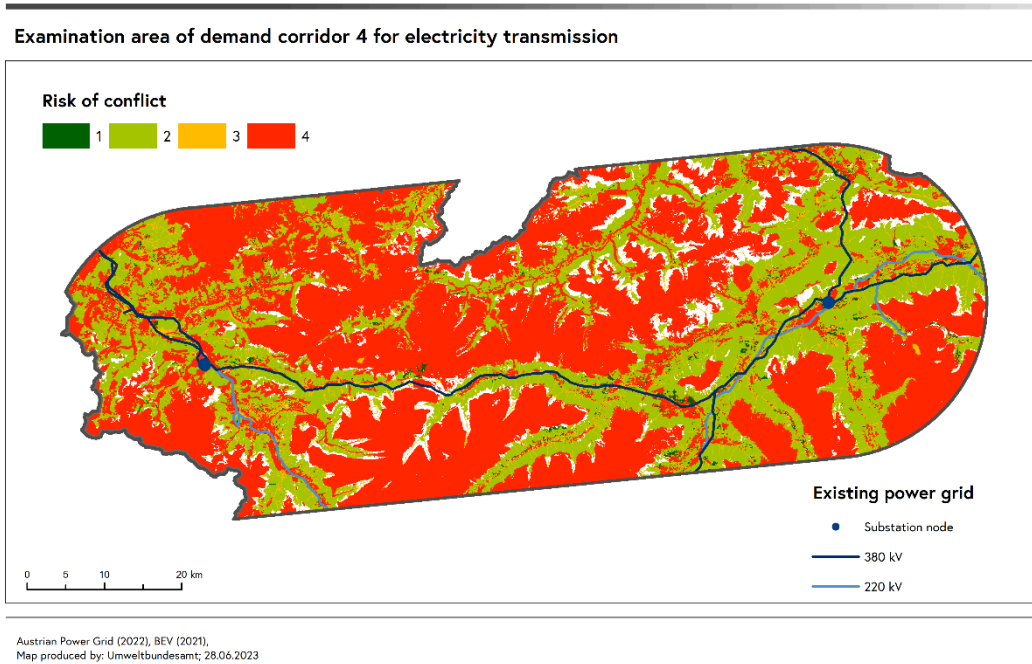 Examination area of demand corridor 4 for electricity transmission
Risk of conflict
1 2 3 4
Existing power grid
Substation node
380 kV
220 kV
0 5 10 20 km
Austrian Power Grid (2022), BEV (2021),
Map produced by: Umweltbundesamt; 28.06.2023